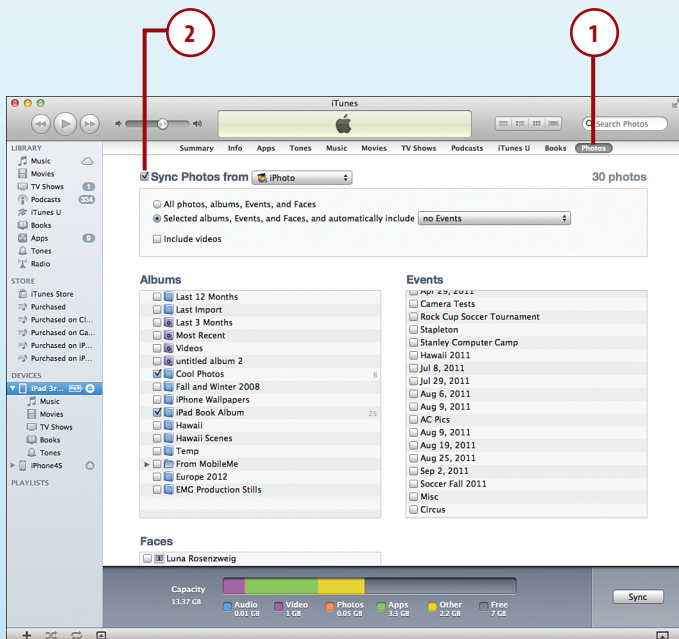 2
1
iTunes
Search Photos
Summary Info Apps Tones Music Movies TV Shows Podcasts iTunes U Books Photos
LIBRARY
Music
Movies
TV Shows 1
Podcasts 334
iTunes U
Books
Apps 9
Tones
Radio
STORE
iTunes Store
Purchased
Purchased on Cl...
Purchased on Ga...
Purchased on iP...
Purchased on iP...
DEVICES
iPad 3r...
Music
Movies
TV Shows
Books
Tones
iPhone4S
PLAYLISTS
Sync Photos from iPhoto
30 photos
All photos, albums, Events, and Faces
Selected albums, Events, and Faces, and automatically include no Events
Include videos
Albums
Last 12 Months
Last Import
Last 3 Months
Most Recent
Videos
untitled album 2
Cool Photos 8
Fall and Winter 2008
iPhone Wallpapers
iPad Book Album 25
Hawaii
Hawaii Scenes
Temp
From MobileMe
Europe 2012
EMG Production Stills
Events
Apr 29, 2011
Camera Tests
Rock Cup Soccer Tournament
Stapleton
Stanley Computer Camp
Hawaii 2011
Jul 8, 2011
Jul 29, 2011
Aug 6, 2011
Aug 9, 2011
AC Pics
Aug 9, 2011
Aug 19, 2011
Aug 25, 2011
Sep 2, 2011
Soccer Fall 2011
Misc
Circus
Faces
Luna Rosenzweig
Capacity
13.37 GB
Audio
0.01 GB
Video
1 GB
Photos
0.05 GB
Apps
3.3 GB
Other
2.2 GB
Free
7 GB
Sync